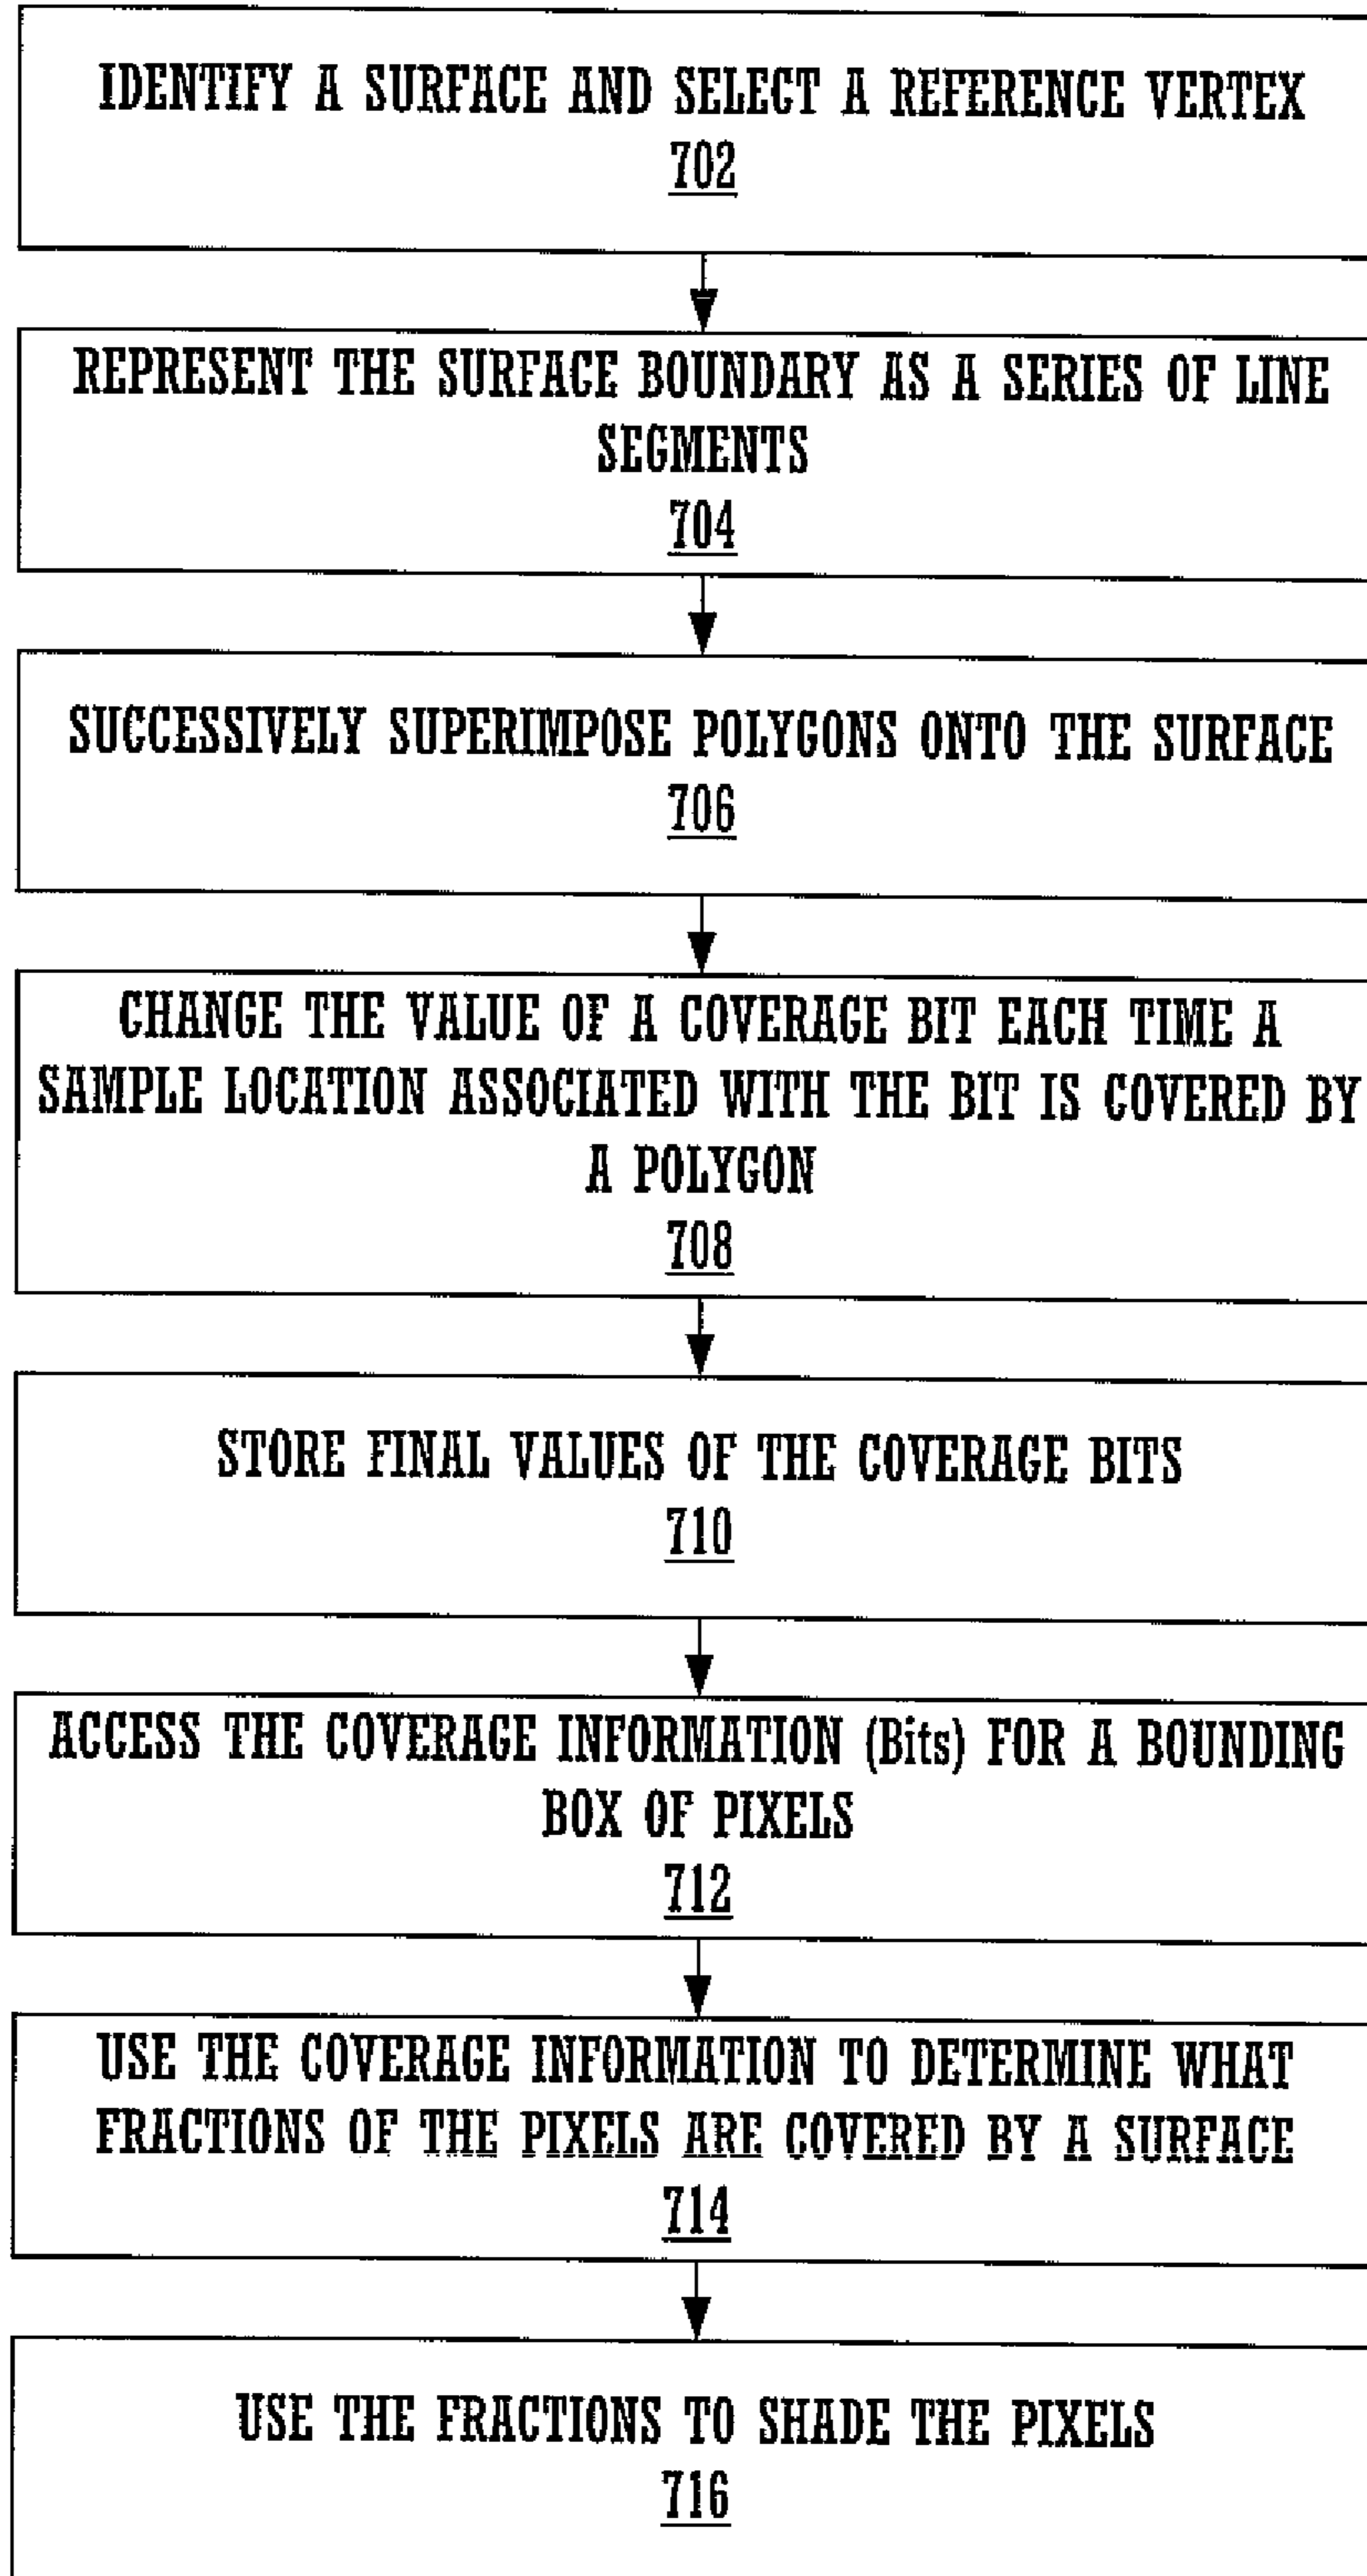 IDENTIFY A SURFACE AND SELECT A REFERENCE VERTEX
702
REPRESENT THE SURFACE BOUNDARY AS A SERIES OF LINE
SEGMENTS
704
SUCCESSIVELY SUPERIMPOSE POLYGONS ONTO THE SURFACE
706
CHANGE THE VALUE OF A COVERAGE BIT EACH TIME A
SAMPLE LOCATION ASSOCIATED WITH THE BIT IS COVERED BY
A POLYGON
708
STORE FINAL VALUES OF THE COVERAGE BITS
710
ACCESS THE COVERAGE INFORMATION (Bits) FOR A BOUNDING
BOX OF PIXELS
712
USE THE COVERAGE INFORMATION TO DETERMINE WHAT
FRACTIONS OF THE PIXELS ARE COVERED BY A SURFACE
714
USE THE FRACTIONS TO SHADE THE PIXELS
716